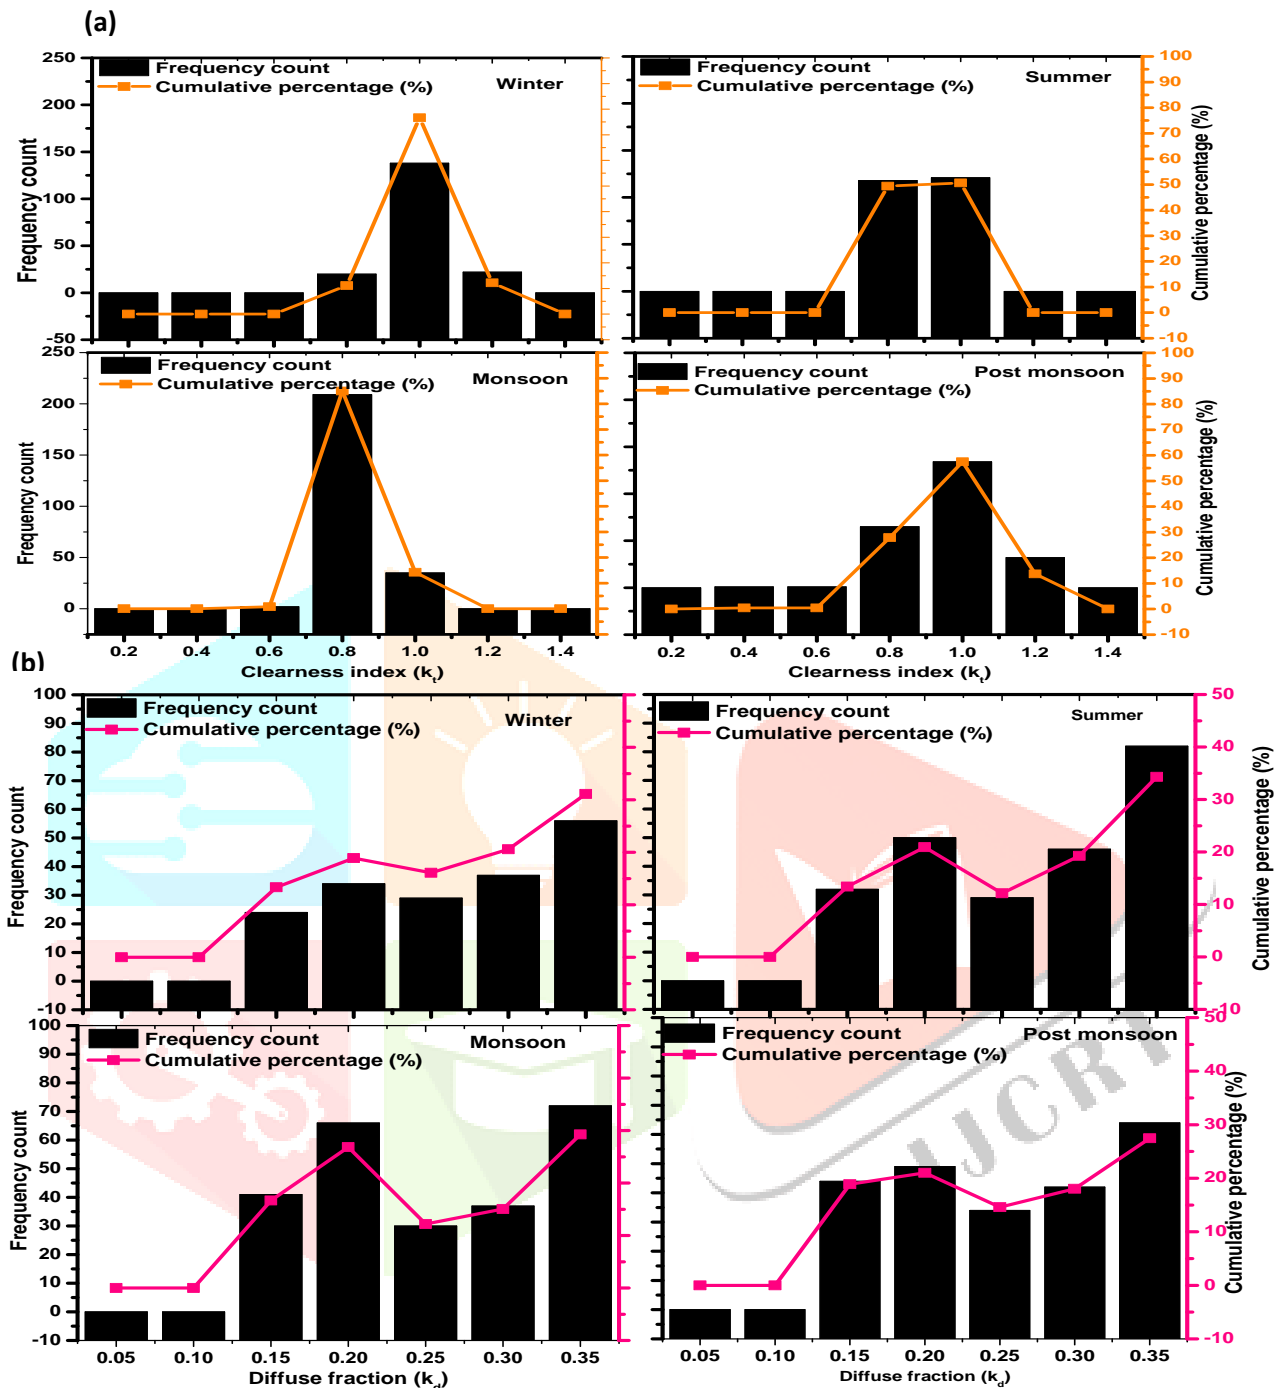 (a)
Frequency count
Cumulative percentage (%)
Winter
250
200
150
100
50
0
-50
Frequency count
Frequency count
Cumulative percentage (%)
Summer
100
90
80
70
60
50
40
30
20
10
0
-10
Cumulative percentage (%)
Frequency count
Cumulative percentage (%)
Monsoon
250
200
150
100
50
0
Frequency count
0.2 0.4 0.6 0.8 1.0 1.2 1.4
Clearness index (kt)
Frequency count
Cumulative percentage (%)
Post monsoon
100
90
80
70
60
50
40
30
20
10
0
-10
Cumulative percentage (%)
0.2 0.4 0.6 0.8 1.0 1.2 1.4
Clearness index (kt)
(b)
Frequency count
Cumulative percentage (%)
Winter
100
90
80
70
60
50
40
30
20
10
0
-10
Frequency count
Frequency count
Cumulative percentage (%)
Summer
50
40
30
20
10
0
-10
Cumulative percentage (%)
Frequency count
Cumulative percentage (%)
Monsoon
100
90
80
70
60
50
40
30
20
10
0
-10
Frequency count
0.05 0.10 0.15 0.20 0.25 0.30 0.35
Diffuse fraction (kd)
Frequency count
Cumulative percentage (%)
Post monsoon
50
40
30
20
10
0
-10
Cumulative percentage (%)
0.05 0.10 0.15 0.20 0.25 0.30 0.35
Diffuse fraction (kd)
IJCRT